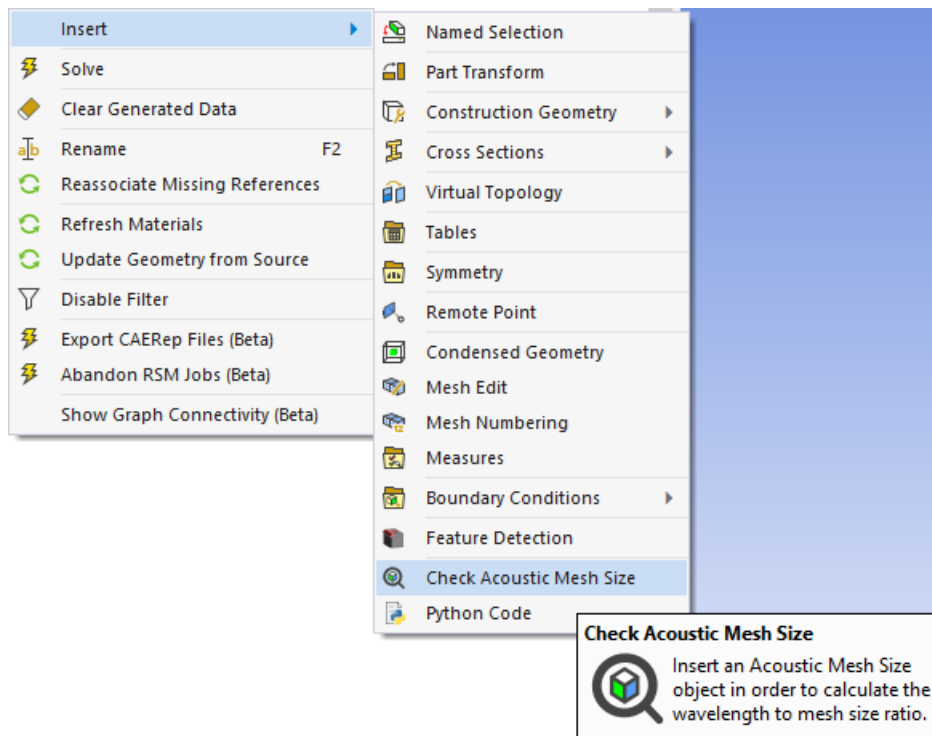 Insert
Solve
Clear Generated Data
Rename F2
Reassociate Missing References
Refresh Materials
Update Geometry from Source
Disable Filter
Export CAERep Files (Beta)
Abandon RSM Jobs (Beta)
Show Graph Connectivity (Beta)
Named Selection
Part Transform
Construction Geometry
Cross Sections
Virtual Topology
Tables
Symmetry
Remote Point
Condensed Geometry
Mesh Edit
Mesh Numbering
Measures
Boundary Conditions
Feature Detection
Check Acoustic Mesh Size
Python Code
Check Acoustic Mesh Size
Insert an Acoustic Mesh Size
object in order to calculate the
wavelength to mesh size ratio.